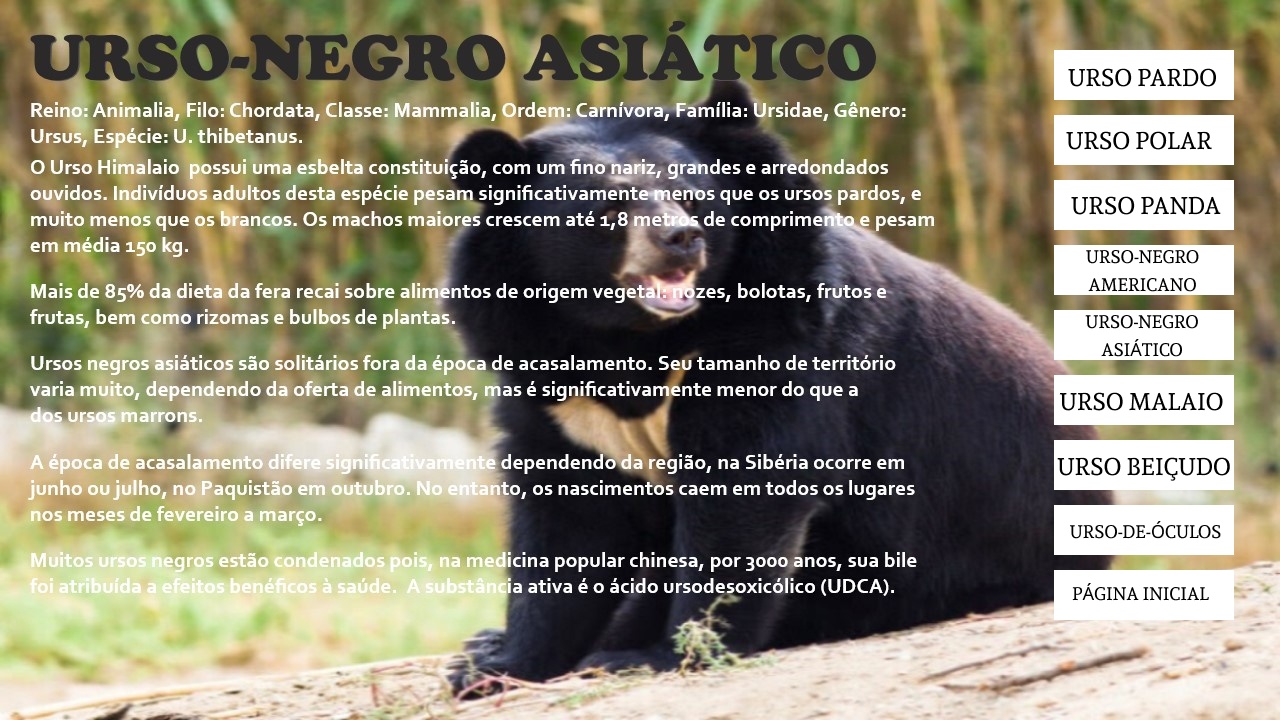 URSO-NEGRO ASIÁTICO
Reino: Animalia, Filo: Chordata, Classe: Mammalia, Ordem: Carnívora, Família: Ursidae, Gênero:
Ursus, Espécie: U. thibetanus.
O Urso Himalaio  possui uma esbelta constituição, com um fino nariz, grandes e arredondados
ouvidos. Indivíduos adultos desta espécie pesam significativamente menos que os ursos pardos, e
muito menos que os brancos. Os machos maiores crescem até 1,8 metros de comprimento e pesam
em média 150 kg.
Mais de 85% da dieta da fera recai sobre alimentos de origem vegetal: nozes, bolotas, frutos e
frutas, bem como rizomas e bulbos de plantas.
Ursos negros asiáticos são solitários fora da época de acasalamento. Seu tamanho de território
varia muito, dependendo da oferta de alimentos, mas é significativamente menor do que a
dos ursos marrons.
A época de acasalamento difere significativamente dependendo da região, na Sibéria ocorre em
junho ou julho, no Paquistão em outubro. No entanto, os nascimentos caem em todos os lugares
nos meses de fevereiro a março.
Muitos ursos negros estão condenados pois, na medicina popular chinesa, por 3000 anos, sua bile
foi atribuída a efeitos benéficos à saúde.  A substância ativa é o ácido ursodesoxicólico (UDCA).
URSO PARDO
URSO POLAR
URSO PANDA
URSO-NEGRO
AMERICANO
URSO-NEGRO
ASIÁTICO
URSO MALAIO
URSO BEIÇUDO
URSO-DE-ÓCULOS
PÁGINA INICIAL